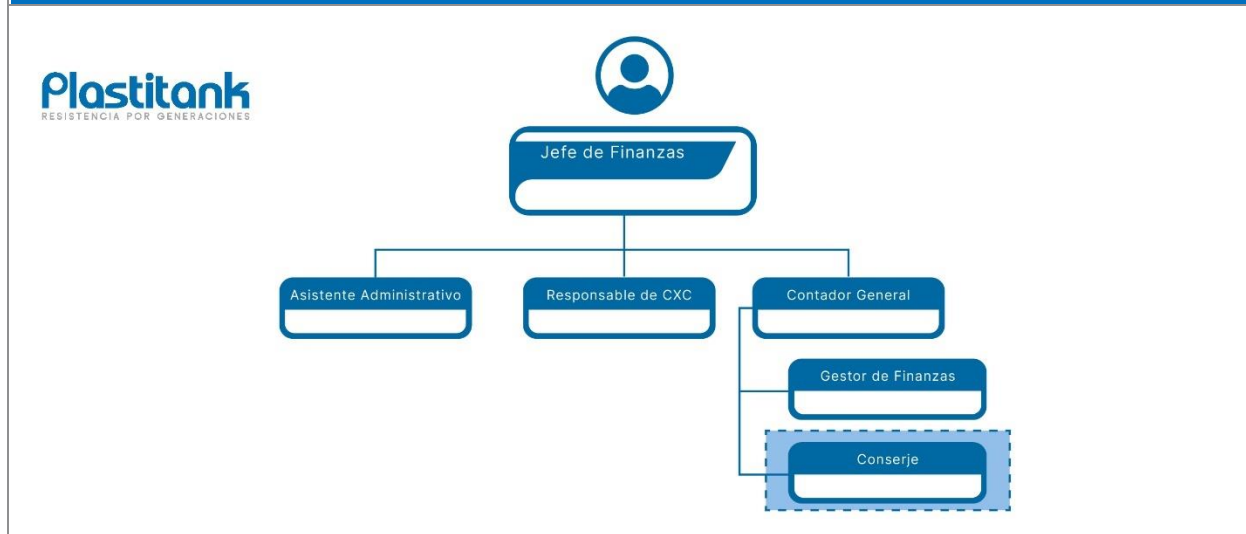 Plastitank
RESISTENCIA POR GENERACIONES
Jefe de Finanzas
Asistente Administrativo
Responsable de CXC
Contador General
Gestor de Finanzas
Conserje